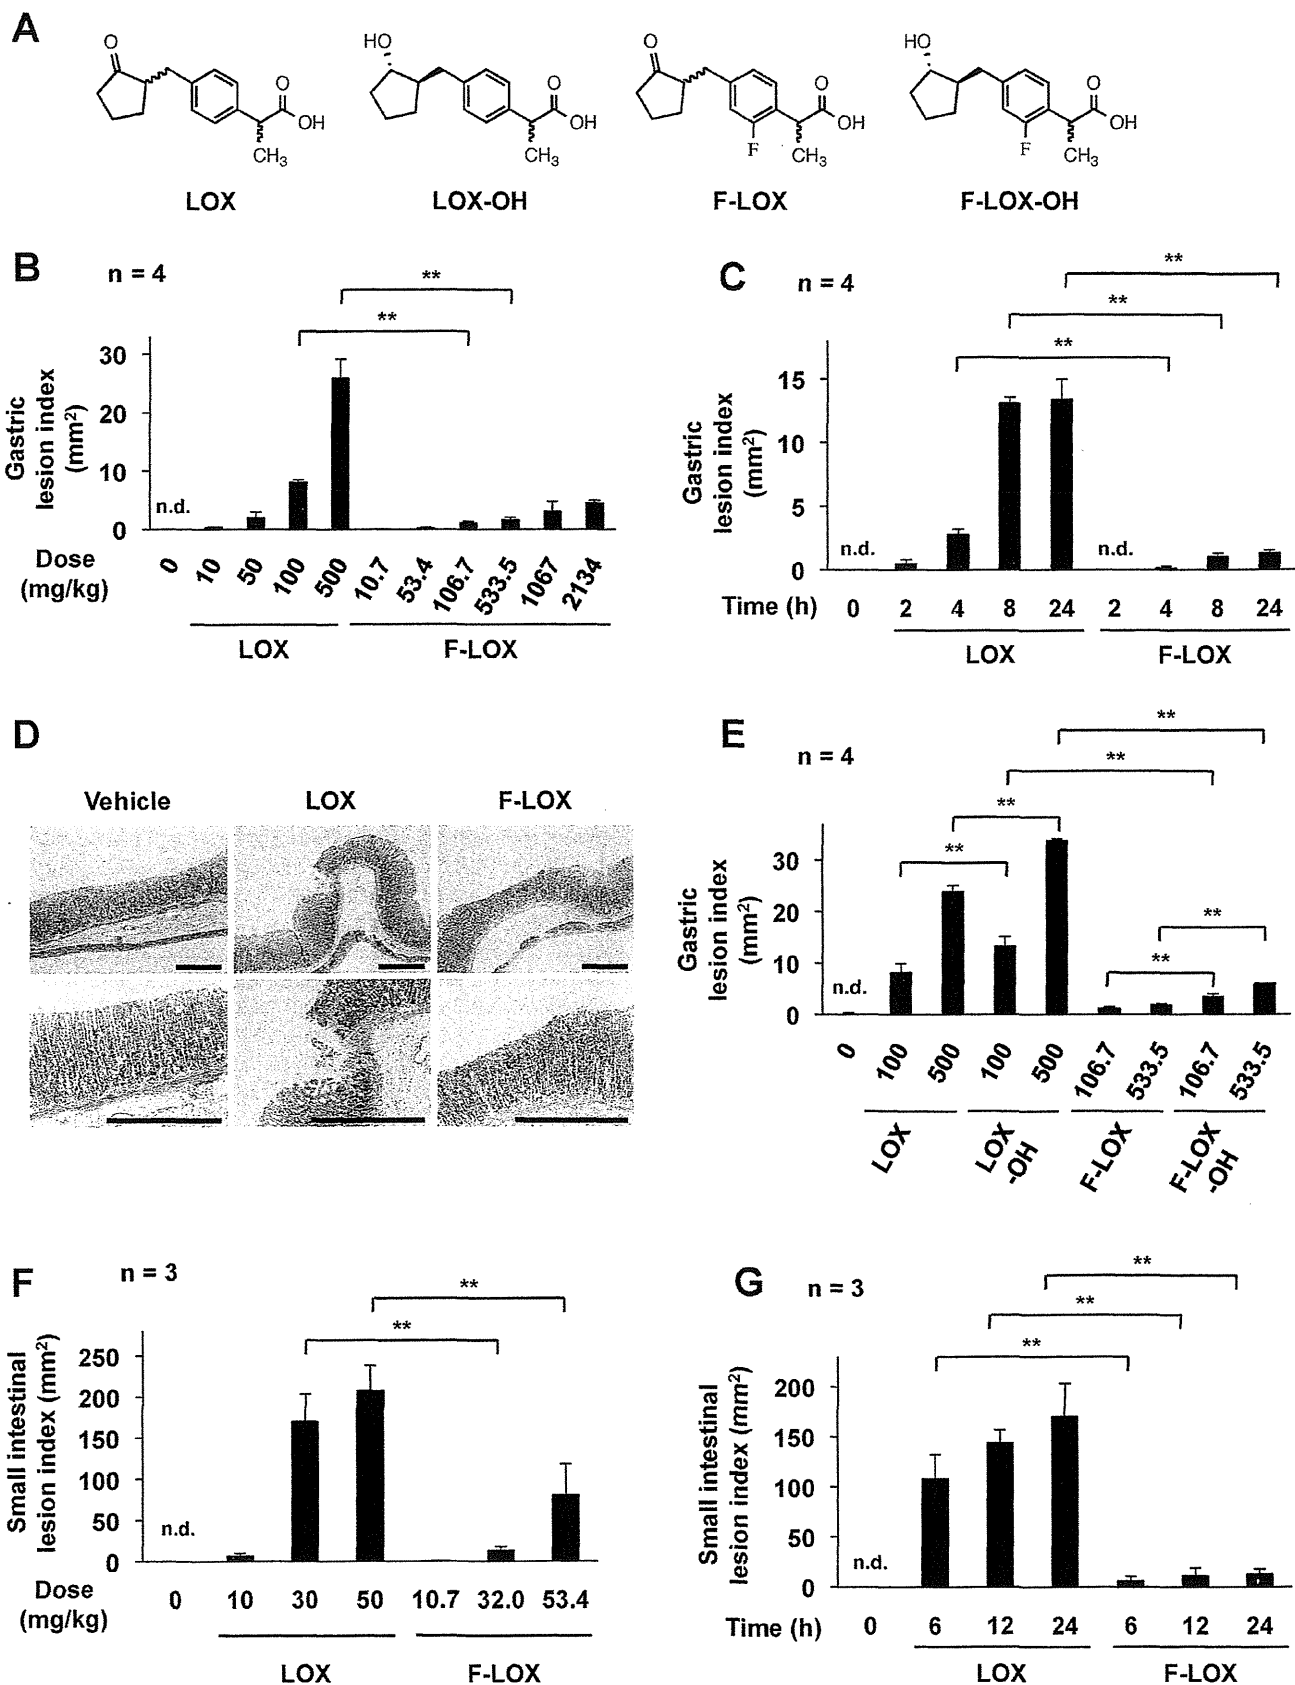 A
O
O
OH
CH3
LOX
HO
O
OH
CH3
LOX-OH
O
O
OH
F
CH3
F-LOX
HO
O
OH
F
CH3
F-LOX-OH
B
n = 4
**
**
Gastric
lesion index
(mm2)
30
20
10
0
n.d.
Dose
(mg/kg)
0 10 50 100 500 10.7 53.4 106.7 533.5 1067 2134
LOX F-LOX
C
n = 4
**
**
**
Gastric
lesion index
(mm2)
15
10
5
0
n.d. n.d.
Time (h) 0 2 4 8 24 2 4 8 24
LOX F-LOX
D
Vehicle LOX F-LOX
E
n = 4
**
**
**
**
**
**
Gastric
lesion index
(mm2)
30
20
10
0
n.d.
0 100 500 100 500 106.7 533.5 106.7 533.5
LOX
LOX
-OH
F-LOX
F-LOX
-OH
F
n = 3
**
**
Small intestinal
lesion index (mm2)
250
200
150
100
50
0
n.d.
Dose
(mg/kg)
0 10 30 50 10.7 32.0 53.4
LOX F-LOX
G
n = 3
**
**
**
Small intestinal
lesion index (mm2)
200
150
100
50
0
n.d.
Time (h) 0 6 12 24 6 12 24
LOX F-LOX